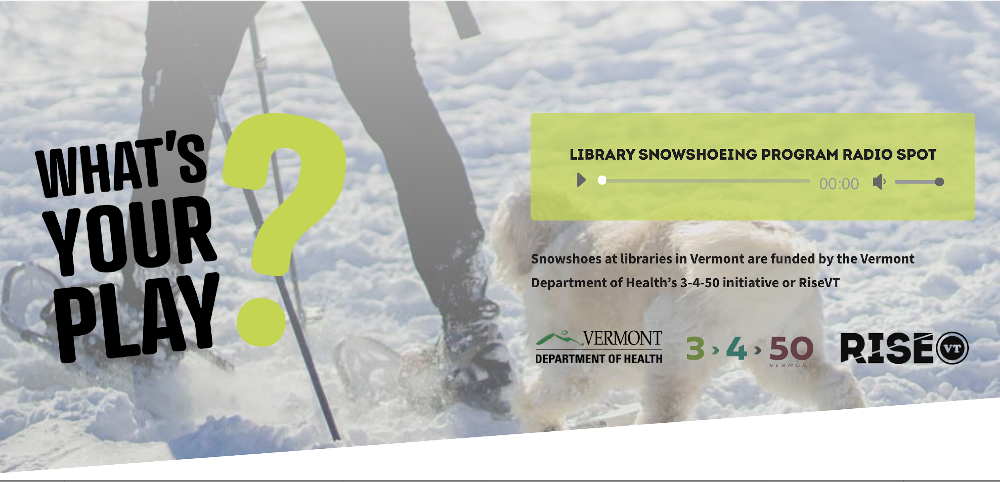 WHAT'S
YOUR
PLAY?
LIBRARY SNOWSHOEING PROGRAM RADIO SPOT
00:00
Snowshoes at libraries in Vermont are funded by the Vermont
Department of Health’s 3-4-50 initiative or RiseVT
VERMONT
DEPARTMENT OF HEALTH
3 › 4 › 50
VERMONT
RISE VT